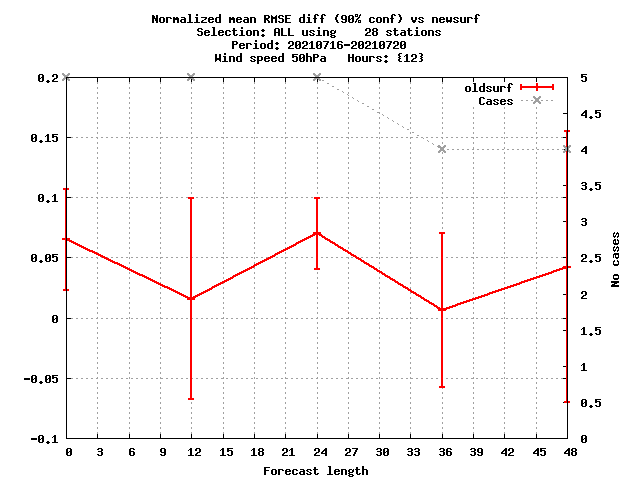 Normalized mean RMSE diff (90% conf) vs newsurf
Selection: ALL using    28 stations
Period: 20210716-20210720
Wind speed 50hPa   Hours: {12}
oldsurf
Cases
0.2
0.15
0.1
0.05
0
-0.05
-0.1
5
4.5
4
3.5
3
2.5
2
1.5
1
0.5
0
No cases
0 3 6 9 12 15 18 21 24 27 30 33 36 39 42 45 48
Forecast length